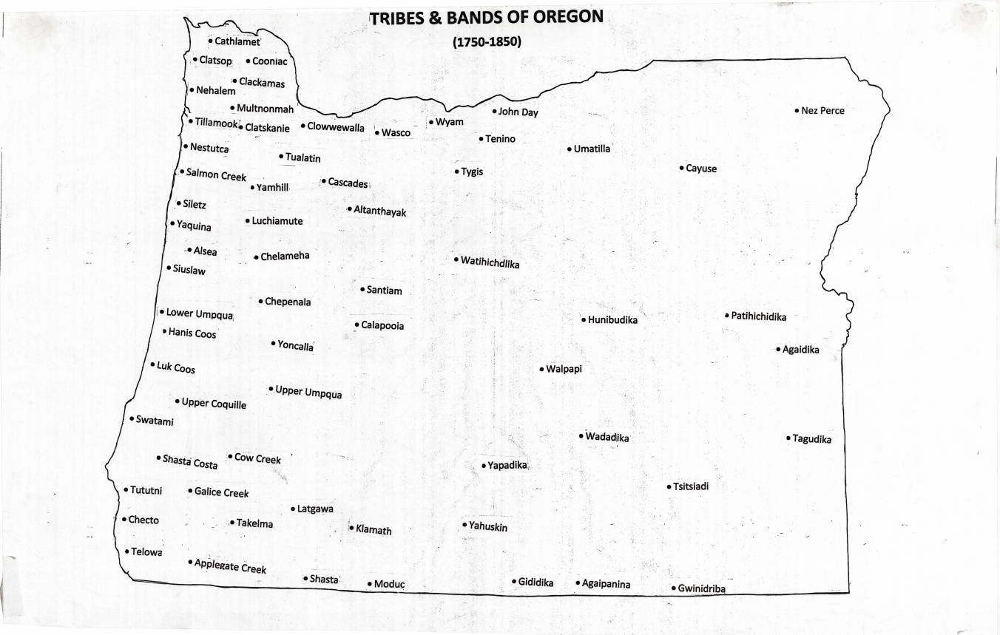 TRIBES & BANDS OF OREGON
(1750-1850)
Cathlamet
Clatsop
Cooniac
Clackamas
Nehalem
Multnonmah
John Day
Nez Perce
Tillamook
Clatskanie
Clowwewalla
Wasco
Wyam
Tenino
Nestutca
Tualatin
Umatilla
Salmon Creek
Yamhill
Cascades
Tygis
Cayuse
Siletz
Altanthayak
Yaquina
Luchiamute
Alsea
Chelameha
Watihichdlika
Siuslaw
Santiam
Chepenala
Lower Umpqua
Calapooia
Hunibudika
Patihichidika
Hanis Coos
Yoncalla
Agaidika
Luk Coos
Walpapi
Upper Umpqua
Upper Coquille
Swatami
Wadadika
Tagudika
Shasta Costa
Cow Creek
Yapadika
Tututni
Galice Creek
Tsitsiadi
Latgawa
Checto
Takelma
Klamath
Yahuskin
Telowa
Applegate Creek
Shasta
Moduc
Gididika
Agaipanina
Gwinidriba